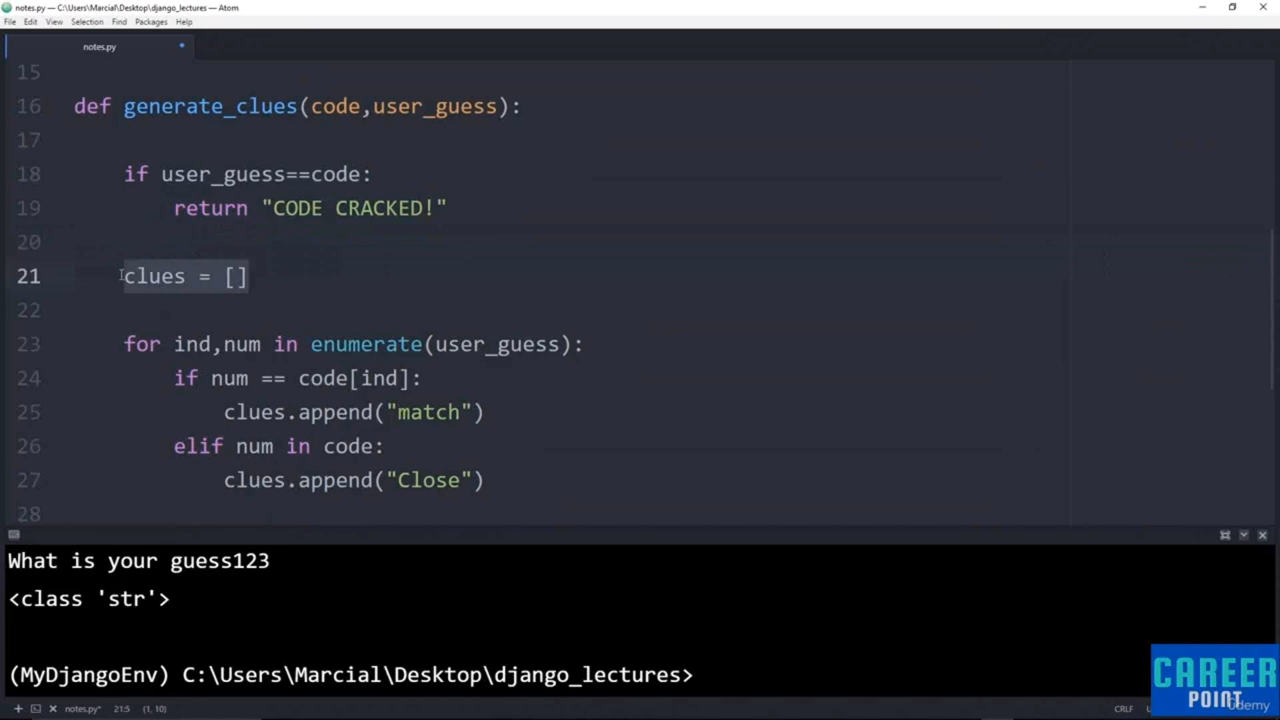 notes.py — C:\Users\Marcial\Desktop\django_lectures — Atom
File Edit View Selection Find Packages Help
notes.py
15
16 def generate_clues(code,user_guess):
17
18 if user_guess==code:
19 return "CODE CRACKED!"
20
21 clues = []
22
23 for ind,num in enumerate(user_guess):
24 if num == code[ind]:
25 clues.append("match")
26 elif num in code:
27 clues.append("Close")
28
What is your guess123
<class 'str'>
(MyDjangoEnv) C:\Users\Marcial\Desktop\django_lectures>
CAREER
POINT
Udemy
notes.py* 21:5 (1, 10) CRLF